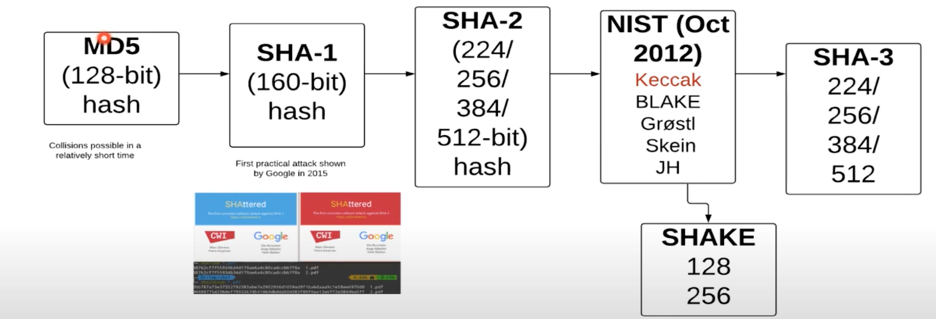 MD5
(128-bit)
hash
Collisions possible in a
relatively short time
SHA-1
(160-bit)
hash
First practical attack shown
by Google in 2015
SHAttered
SHAttered
CWI
Google
CWI
Google
SHA-2
(224/
256/
384/
512-bit)
hash
NIST (Oct
2012)
Keccak
BLAKE
Grøstl
Skein
JH
SHA-3
224/
256/
384/
512
SHAKE
128
256